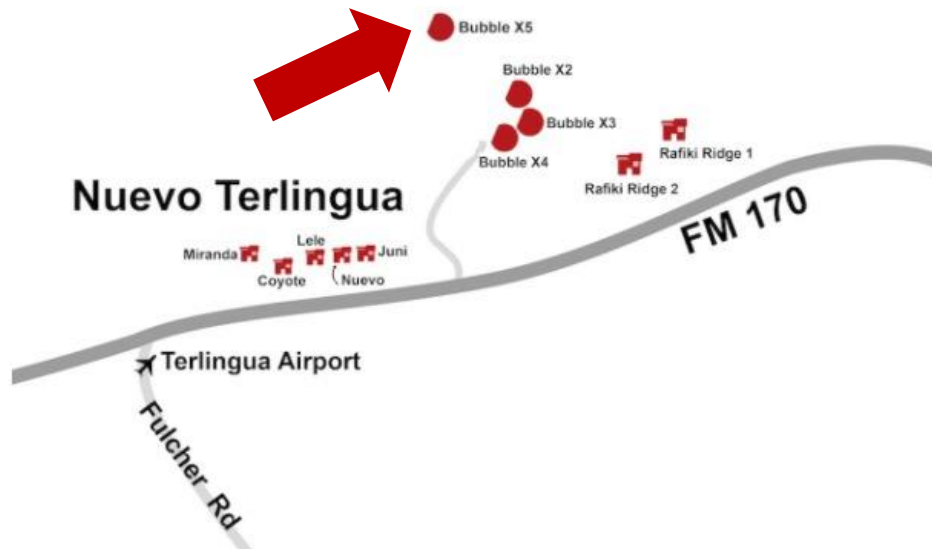 Bubble X5
Bubble X2
Bubble X3
Bubble X4
Rafiki Ridge 1
Rafiki Ridge 2
Nuevo Terlingua
FM 170
Lele
Miranda
Juni
Coyote
Nuevo
Terlingua Airport
Fulcher Rd